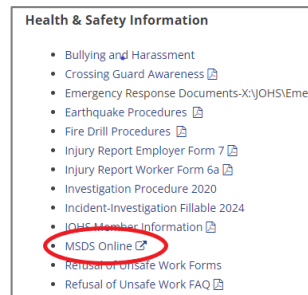 Health & Safety Information
Bullying and Harassment
Crossing Guard Awareness
Emergency Response Documents-X:\JOHS\Eme
Earthquake Procedures
Fire Drill Procedures
Injury Report Employer Form 7
Injury Report Worker Form 6a
Investigation Procedure 2020
Incident-Investigation Fillable 2024
JOHS Member Information
MSDS Online
Refusal of Unsafe Work Forms
Refusal of Unsafe Work FAQ